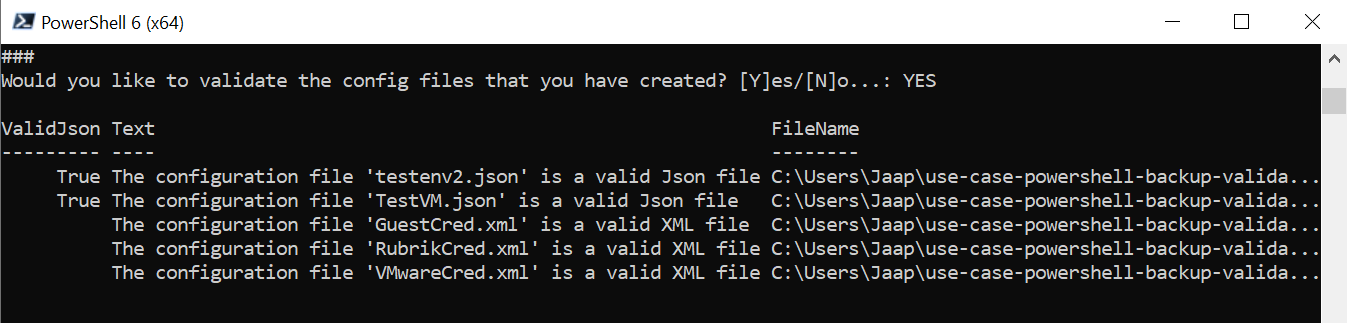 PowerShell 6 (x64)
###
Would you like to validate the config files that you have created? [Y]es/[N]o...: YES
ValidJson Text FileName
--------- ---- --------
True The configuration file 'testenv2.json' is a valid Json file C:\Users\Jaap\use-case-powershell-backup-valida...
True The configuration file 'TestVM.json' is a valid Json file C:\Users\Jaap\use-case-powershell-backup-valida...
The configuration file 'GuestCred.xml' is a valid XML file C:\Users\Jaap\use-case-powershell-backup-valida...
The configuration file 'RubrikCred.xml' is a valid XML file C:\Users\Jaap\use-case-powershell-backup-valida...
The configuration file 'VMwareCred.xml' is a valid XML file C:\Users\Jaap\use-case-powershell-backup-valida...